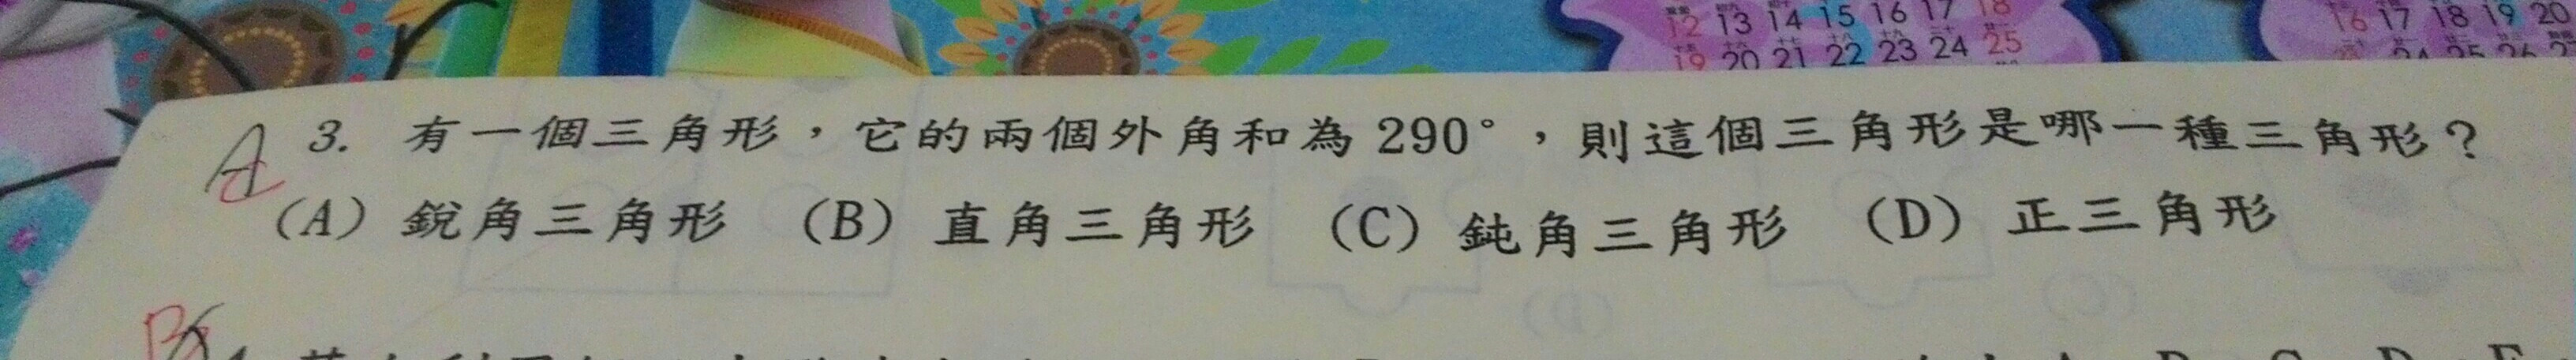 12 13 14 15 16 17 18
16 17 18 19 20
19 20 21 22 23 24 25
24 25 26
A 3. 有一個三角形，它的兩個外角和為 290°，則這個三角形是哪一種三角形？
(A) 銳角三角形 (B) 直角三角形 (C) 鈍角三角形 (D) 正三角形
B